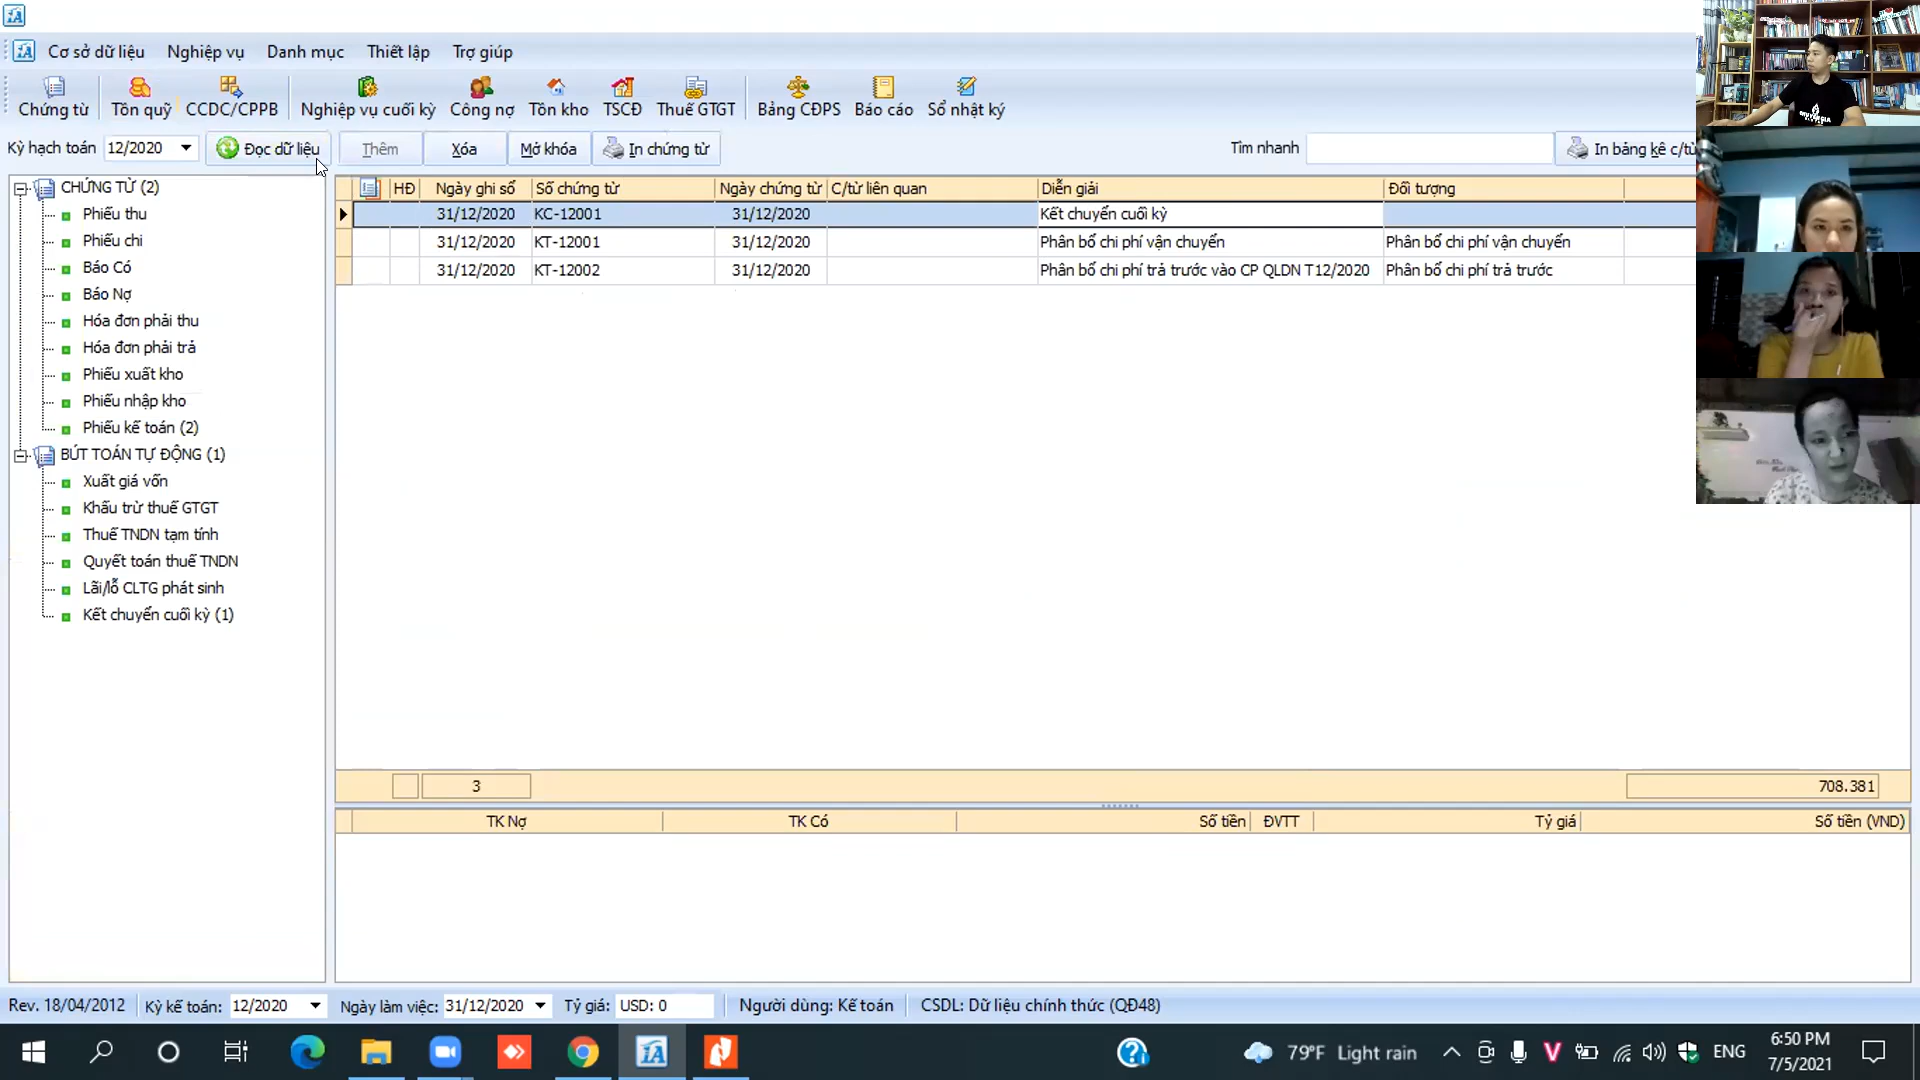 Cơ sở dữ liệu Nghiệp vụ Danh mục Thiết lập Trợ giúp
Chứng từ Tồn quỹ CCDC/CPPB Nghiệp vụ cuối kỳ Công nợ Tồn kho TSCĐ Thuế GTGT Bảng CĐPS Báo cáo Sổ nhật ký
Kỳ hạch toán 12/2020 Đọc dữ liệu Thêm Xóa Mở khóa In chứng từ Tìm nhanh In bảng kê c/từ
CHỨNG TỪ (2)
Phiếu thu
Phiếu chi
Báo Có
Báo Nợ
Hóa đơn phải thu
Hóa đơn phải trả
Phiếu xuất kho
Phiếu nhập kho
Phiếu kế toán (2)
BÚT TOÁN TỰ ĐỘNG (1)
Xuất giá vốn
Khấu trừ thuế GTGT
Thuế TNDN tạm tính
Quyết toán thuế TNDN
Lãi/lỗ CLTG phát sinh
Kết chuyển cuối kỳ (1)
HĐ Ngày ghi sổ Số chứng từ Ngày chứng từ C/từ liên quan Diễn giải Đối tượng
31/12/2020 KC-12001 31/12/2020 Kết chuyển cuối kỳ
31/12/2020 KT-12001 31/12/2020 Phân bổ chi phí vận chuyển Phân bổ chi phí vận chuyển
31/12/2020 KT-12002 31/12/2020 Phân bổ chi phí trả trước vào CP QLDN T12/2020 Phân bổ chi phí trả trước
3 708.381
TK Nợ TK Có Số tiền ĐVTT Tỷ giá Số tiền (VND)
Rev. 18/04/2012 Kỳ kế toán: 12/2020 Ngày làm việc: 31/12/2020 Tỷ giá: USD: 0 Người dùng: Kế toán CSDL: Dữ liệu chính thức (QĐ48)
79°F Light rain ENG 6:50 PM
7/5/2021